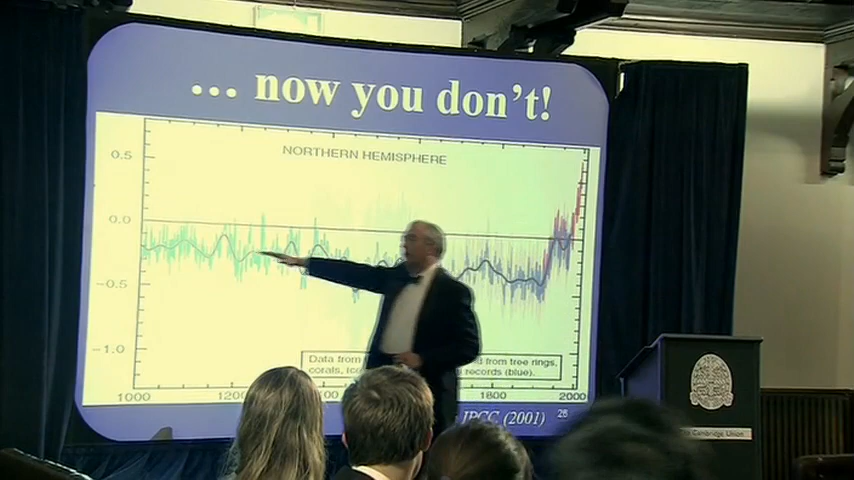 ... now you don't!
NORTHERN HEMISPHERE
0.5
0.0
-0.5
-1.0
Data from d from tree rings,
corals, ice records (blue).
1000 1200 1800 2000
IPCC (2001) 28
Cambridge Union